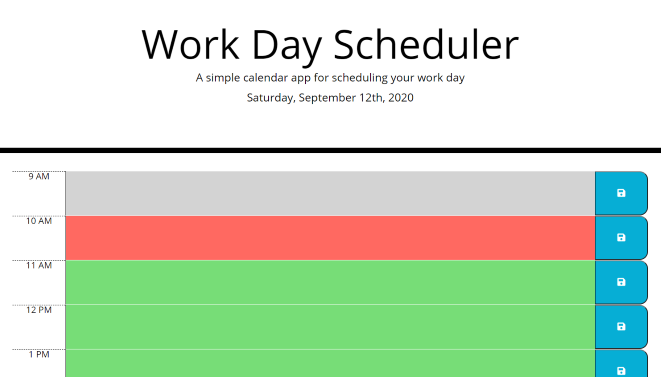 Work Day Scheduler
A simple calendar app for scheduling your work day
Saturday, September 12th, 2020
9 AM
10 AM
11 AM
12 PM
1 PM